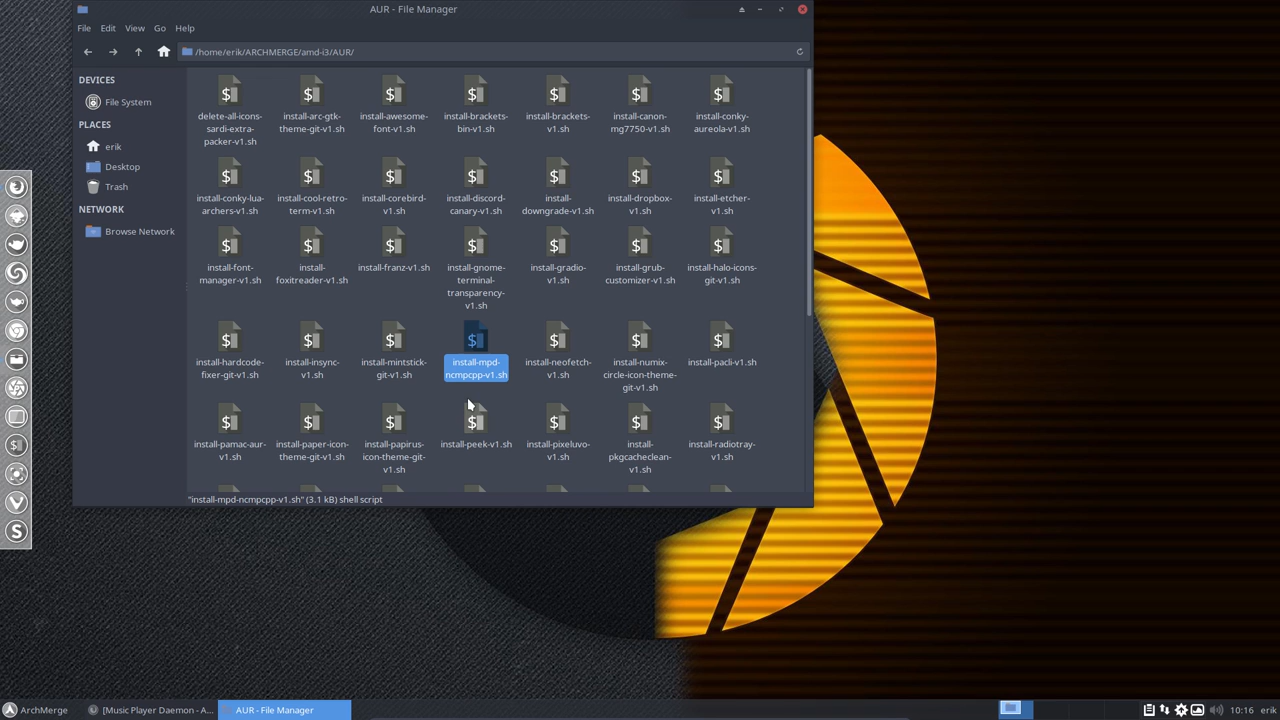 AUR - File Manager
File Edit View Go Help
/home/erik/ARCHMERGE/amd-i3/AUR/
DEVICES
File System
PLACES
erik
Desktop
Trash
NETWORK
Browse Network
delete-all-icons-
sardi-extra-
packer-v1.sh
install-arc-gtk-
theme-git-v1.sh
install-awesome-
font-v1.sh
install-brackets-
bin-v1.sh
install-brackets-
v1.sh
install-canon-
mg7750-v1.sh
install-conky-
aureola-v1.sh
install-conky-lua-
archers-v1.sh
install-cool-retro-
term-v1.sh
install-corebird-
v1.sh
install-discord-
canary-v1.sh
install-
downgrade-v1.sh
install-dropbox-
v1.sh
install-etcher-
v1.sh
install-font-
manager-v1.sh
install-
foxitreader-v1.sh
install-franz-v1.sh
install-gnome-
terminal-
transparency-
v1.sh
install-gradio-
v1.sh
install-grub-
customizer-v1.sh
install-halo-icons-
git-v1.sh
install-hardcode-
fixer-git-v1.sh
install-insync-
v1.sh
install-mintstick-
git-v1.sh
install-mpd-
ncmpcpp-v1.sh
install-neofetch-
v1.sh
install-numix-
circle-icon-theme-
git-v1.sh
install-pacli-v1.sh
install-pamac-aur-
v1.sh
install-paper-icon-
theme-git-v1.sh
install-papirus-
icon-theme-git-
v1.sh
install-peek-v1.sh
install-pixeluvo-
v1.sh
install-
pkgcacheclean-
v1.sh
install-radiotray-
v1.sh
"install-mpd-ncmpcpp-v1.sh" (3.1 kB) shell script
ArchMerge
[Music Player Daemon - A...
AUR - File Manager
10:16 erik